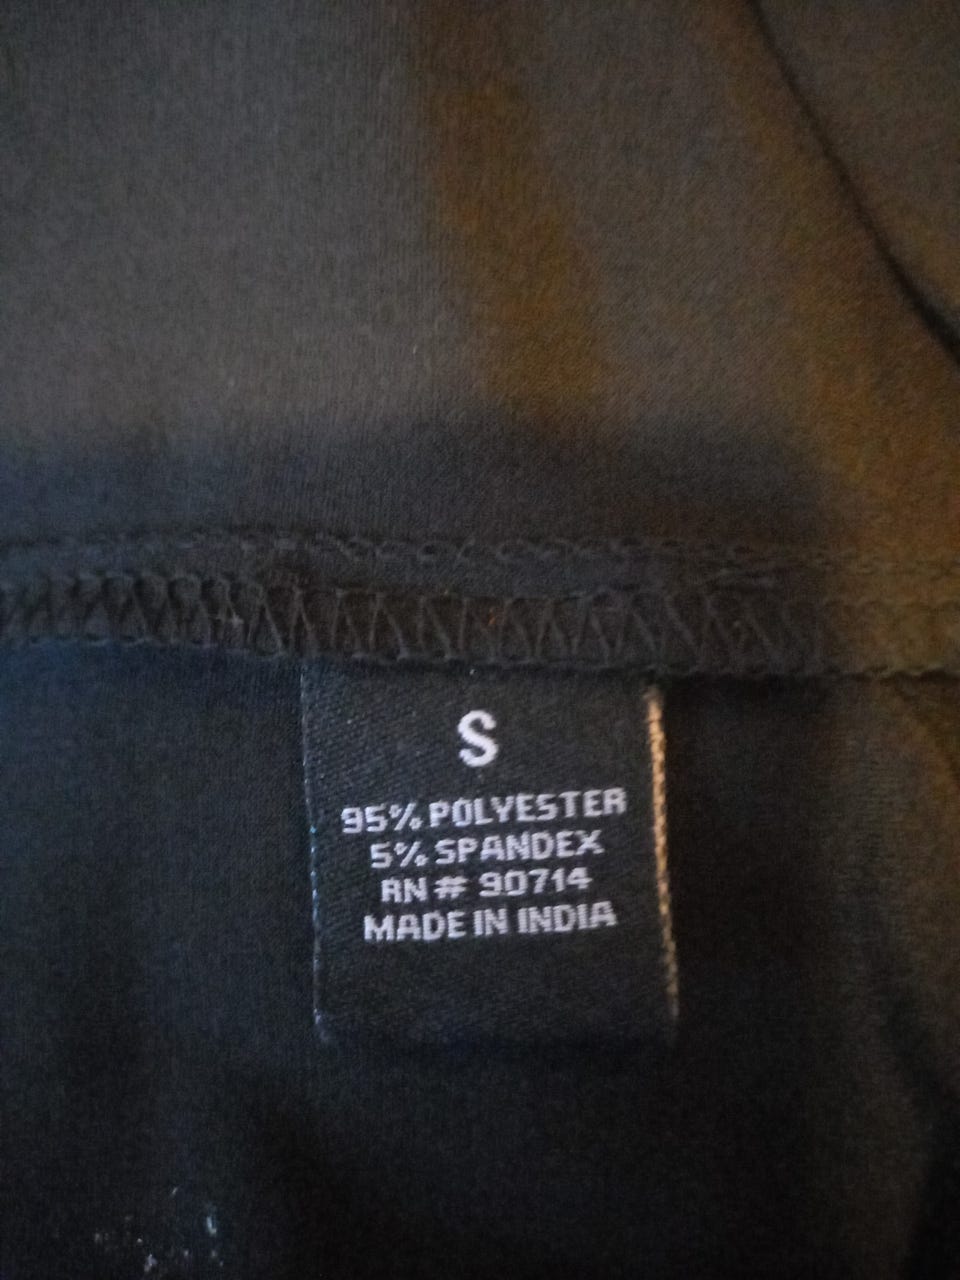 S
95% POLYESTER
5% SPANDEX
RN# 90714
MADE IN INDIA